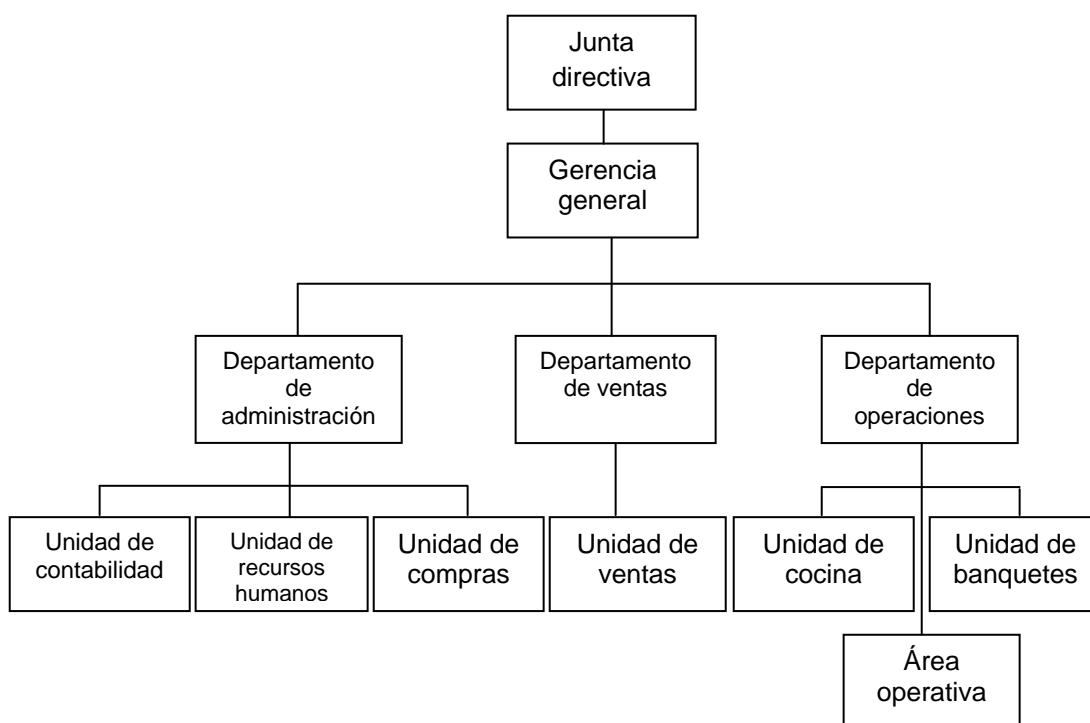 Junta
directiva
Gerencia
general
Departamento
de
administración
Departamento
de ventas
Departamento
de
operaciones
Unidad de
contabilidad
Unidad de
recursos
humanos
Unidad de
compras
Unidad de
ventas
Unidad de
cocina
Unidad de
banquetes
Área
operativa